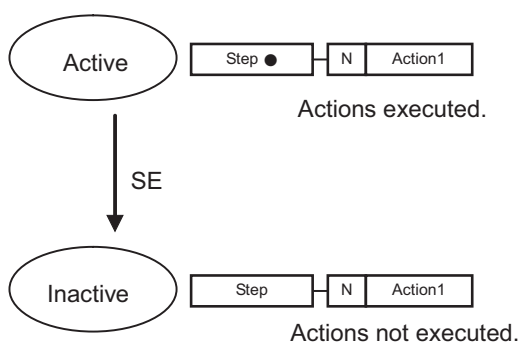 Active
Step N Action1
Actions executed.
SE
Inactive
Step N Action1
Actions not executed.